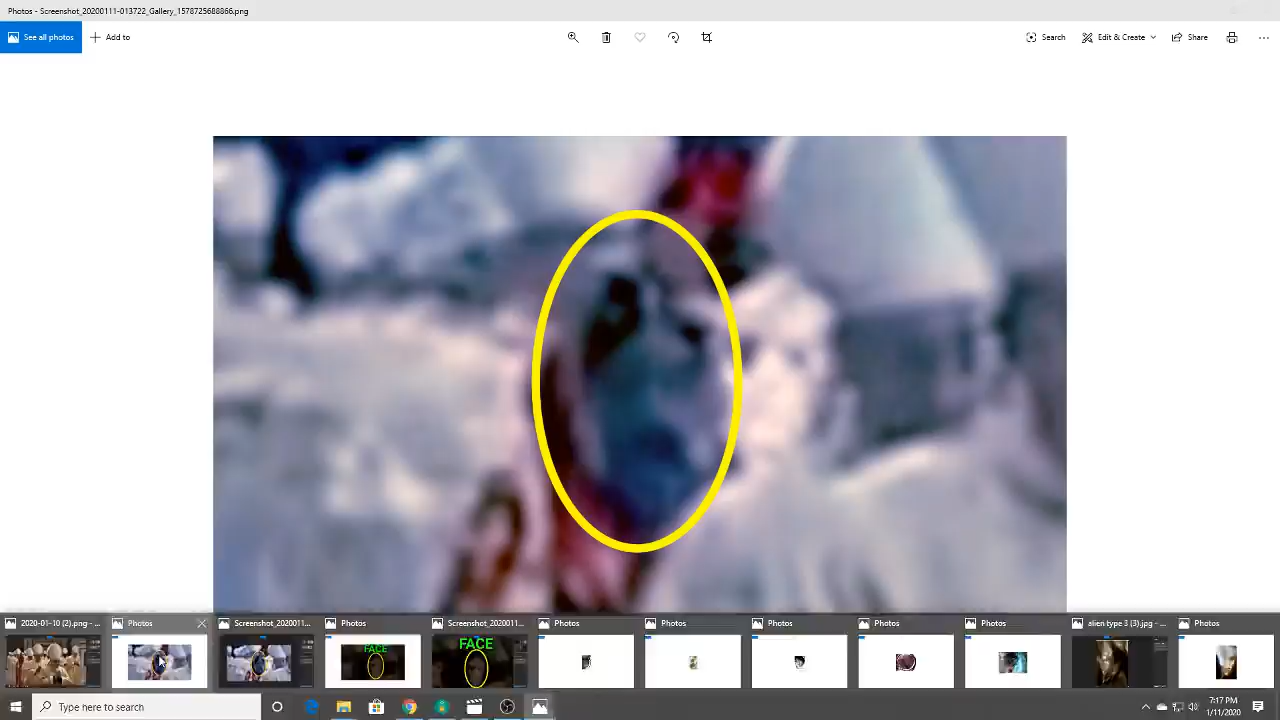 Photos - Screenshot_20200111-013722_Gallery_1578725688866.png
See all photos
Add to
Search
Edit & Create
Share
2020-01-10 (2).png - ...
Photos
Screenshot_202001​1...
Photos
Screenshot_2020011...
Photos
Photos
Photos
Photos
Photos
alien type 3 (3).jpg - ...
Photos
FACE
FACE
Type here to search
7:17 PM
1/11/2020